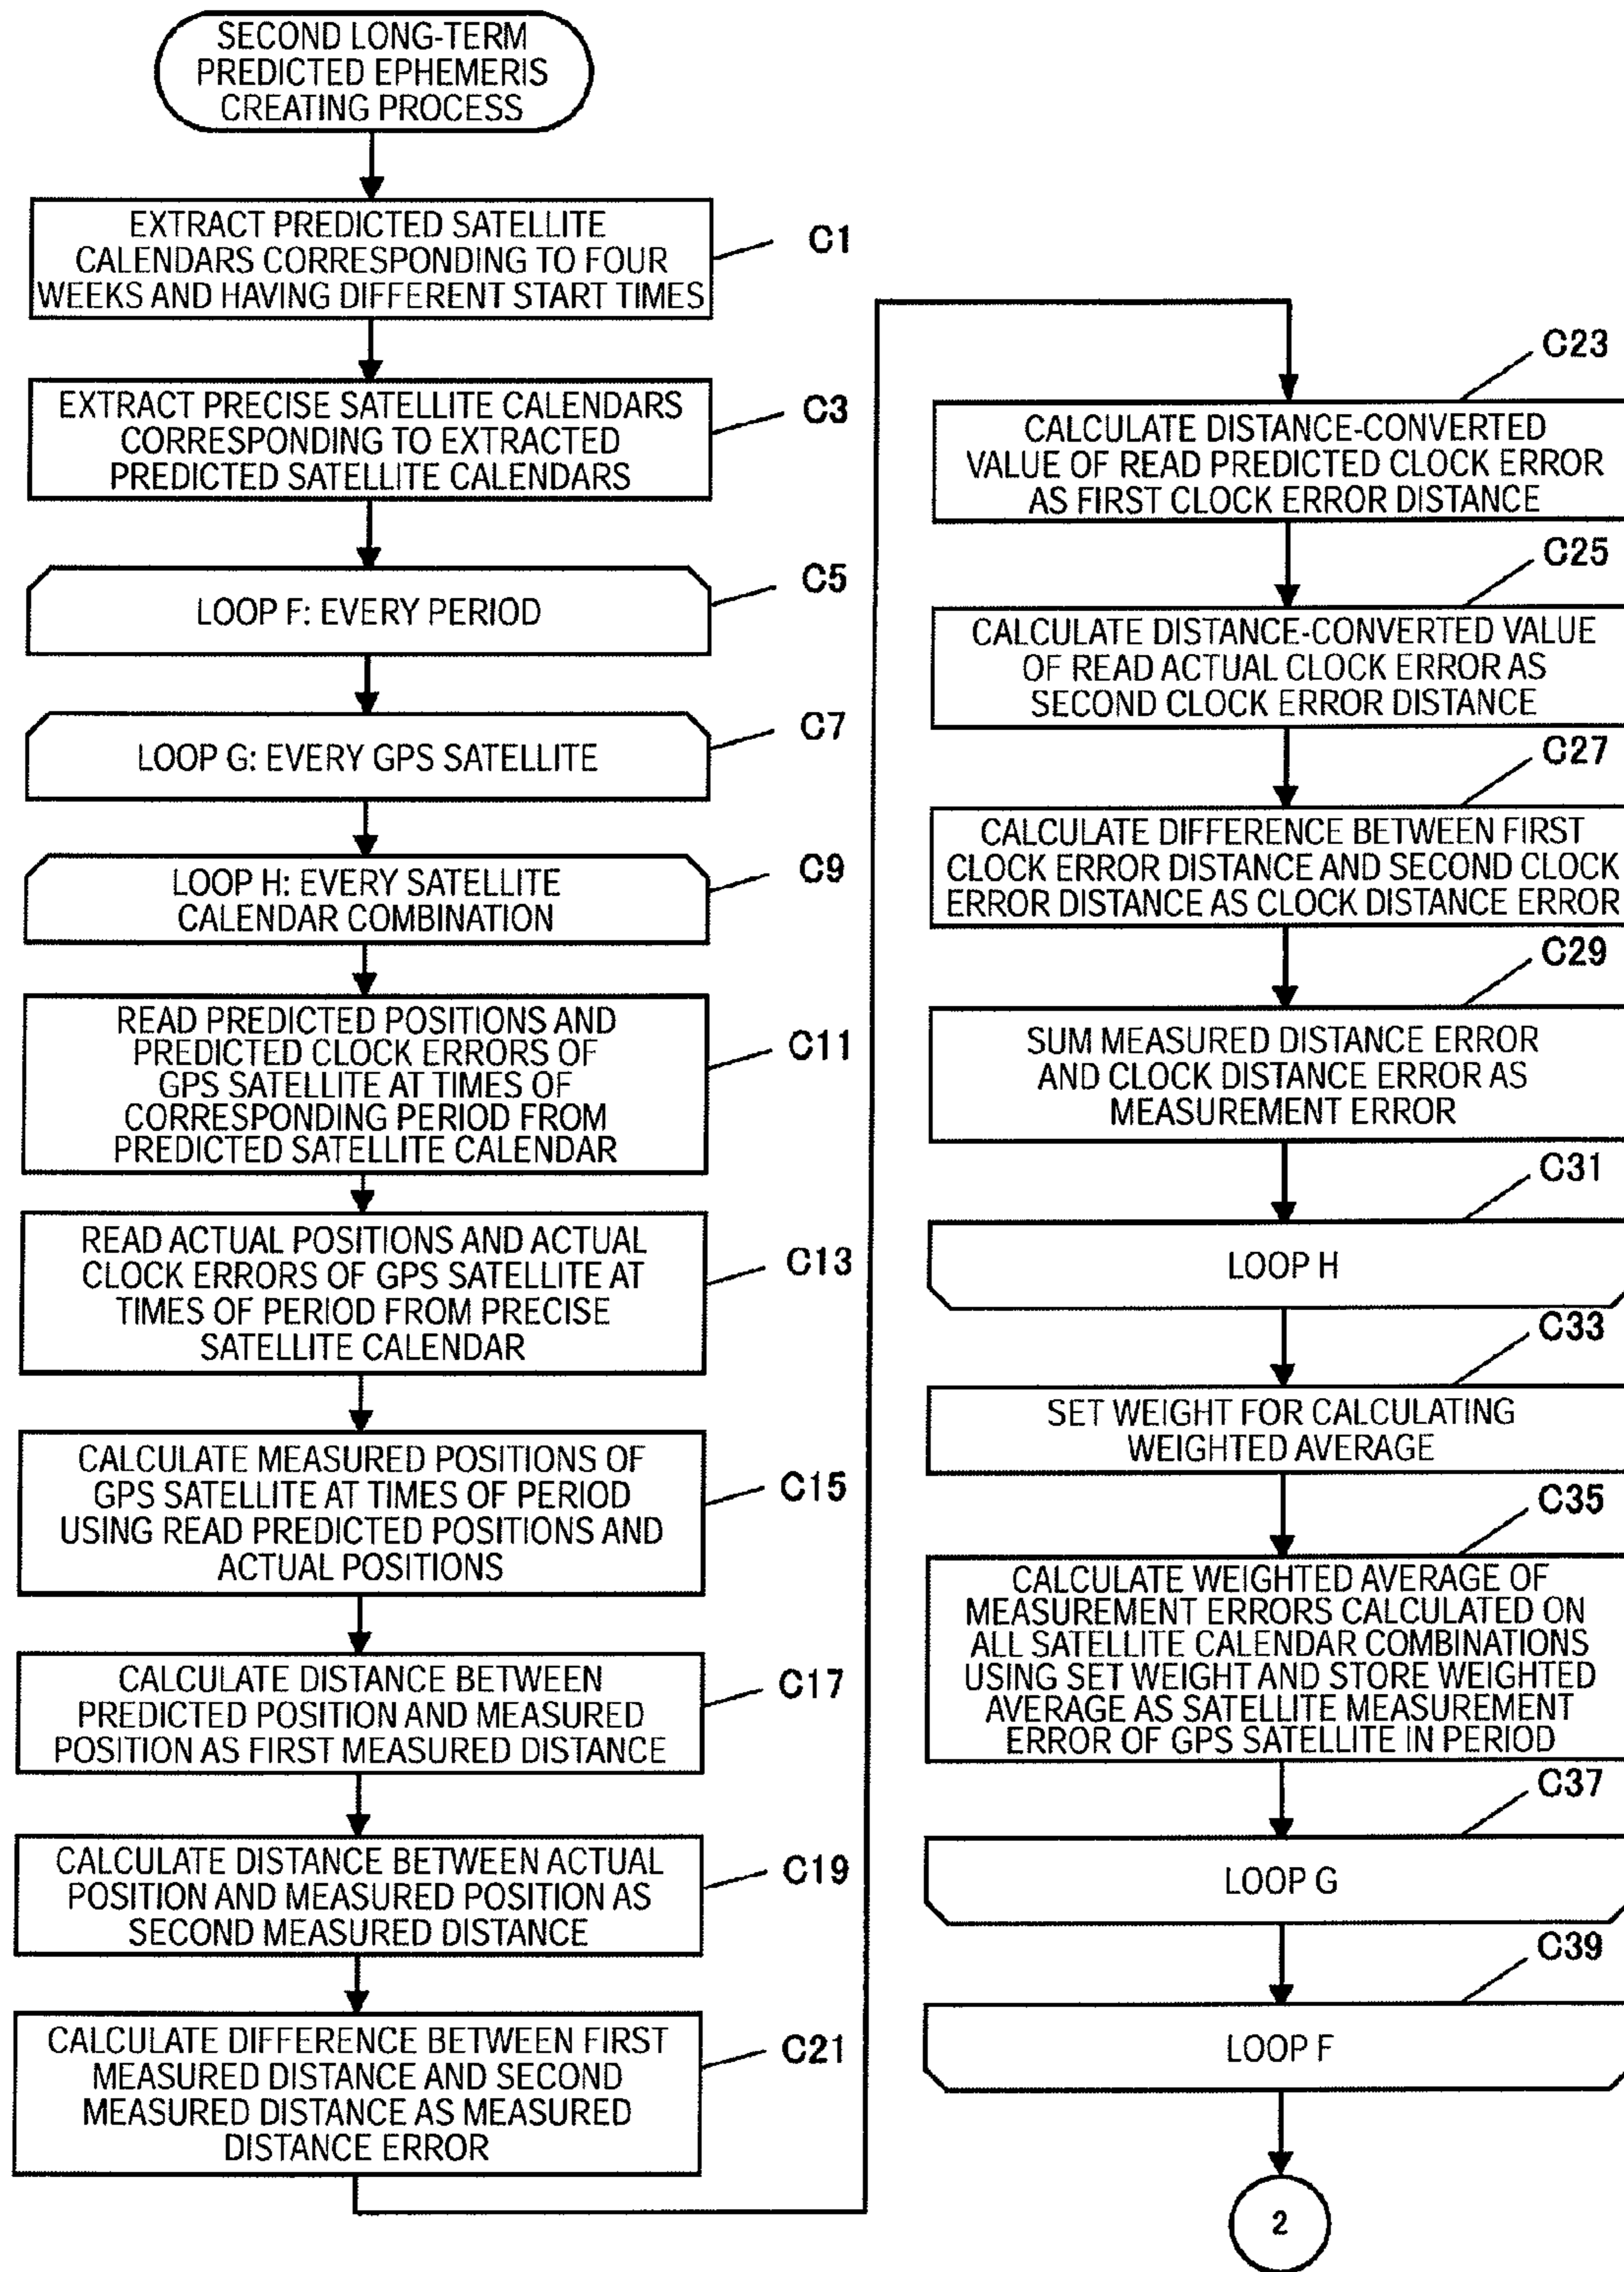 SECOND LONG-TERM
PREDICTED EPHEMERIS
CREATING PROCESS
EXTRACT PREDICTED SATELLITE
CALENDARS CORRESPONDING TO FOUR
WEEKS AND HAVING DIFFERENT START TIMES
C1
EXTRACT PRECISE SATELLITE CALENDARS
CORRESPONDING TO EXTRACTED
PREDICTED SATELLITE CALENDARS
C3
LOOP F: EVERY PERIOD
C5
LOOP G: EVERY GPS SATELLITE
C7
LOOP H: EVERY SATELLITE
CALENDAR COMBINATION
C9
READ PREDICTED POSITIONS AND
PREDICTED CLOCK ERRORS OF
GPS SATELLITE AT TIMES OF
CORRESPONDING PERIOD FROM
PREDICTED SATELLITE CALENDAR
C11
READ ACTUAL POSITIONS AND ACTUAL
CLOCK ERRORS OF GPS SATELLITE AT
TIMES OF PERIOD FROM PRECISE
SATELLITE CALENDAR
C13
CALCULATE MEASURED POSITIONS OF
GPS SATELLITE AT TIMES OF PERIOD
USING READ PREDICTED POSITIONS AND
ACTUAL POSITIONS
C15
CALCULATE DISTANCE BETWEEN
PREDICTED POSITION AND MEASURED
POSITION AS FIRST MEASURED DISTANCE
C17
CALCULATE DISTANCE BETWEEN ACTUAL
POSITION AND MEASURED POSITION AS
SECOND MEASURED DISTANCE
C19
CALCULATE DIFFERENCE BETWEEN FIRST
MEASURED DISTANCE AND SECOND
MEASURED DISTANCE AS MEASURED
DISTANCE ERROR
C21
C23
CALCULATE DISTANCE-CONVERTED
VALUE OF READ PREDICTED CLOCK ERROR
AS FIRST CLOCK ERROR DISTANCE
C25
CALCULATE DISTANCE-CONVERTED VALUE
OF READ ACTUAL CLOCK ERROR AS
SECOND CLOCK ERROR DISTANCE
C27
CALCULATE DIFFERENCE BETWEEN FIRST
CLOCK ERROR DISTANCE AND SECOND CLOCK
ERROR DISTANCE AS CLOCK DISTANCE ERROR
C29
SUM MEASURED DISTANCE ERROR
AND CLOCK DISTANCE ERROR AS
MEASUREMENT ERROR
C31
LOOP H
C33
SET WEIGHT FOR CALCULATING
WEIGHTED AVERAGE
C35
CALCULATE WEIGHTED AVERAGE OF
MEASUREMENT ERRORS CALCULATED ON
ALL SATELLITE CALENDAR COMBINATIONS
USING SET WEIGHT AND STORE WEIGHTED
AVERAGE AS SATELLITE MEASUREMENT
ERROR OF GPS SATELLITE IN PERIOD
C37
LOOP G
C39
LOOP F
2